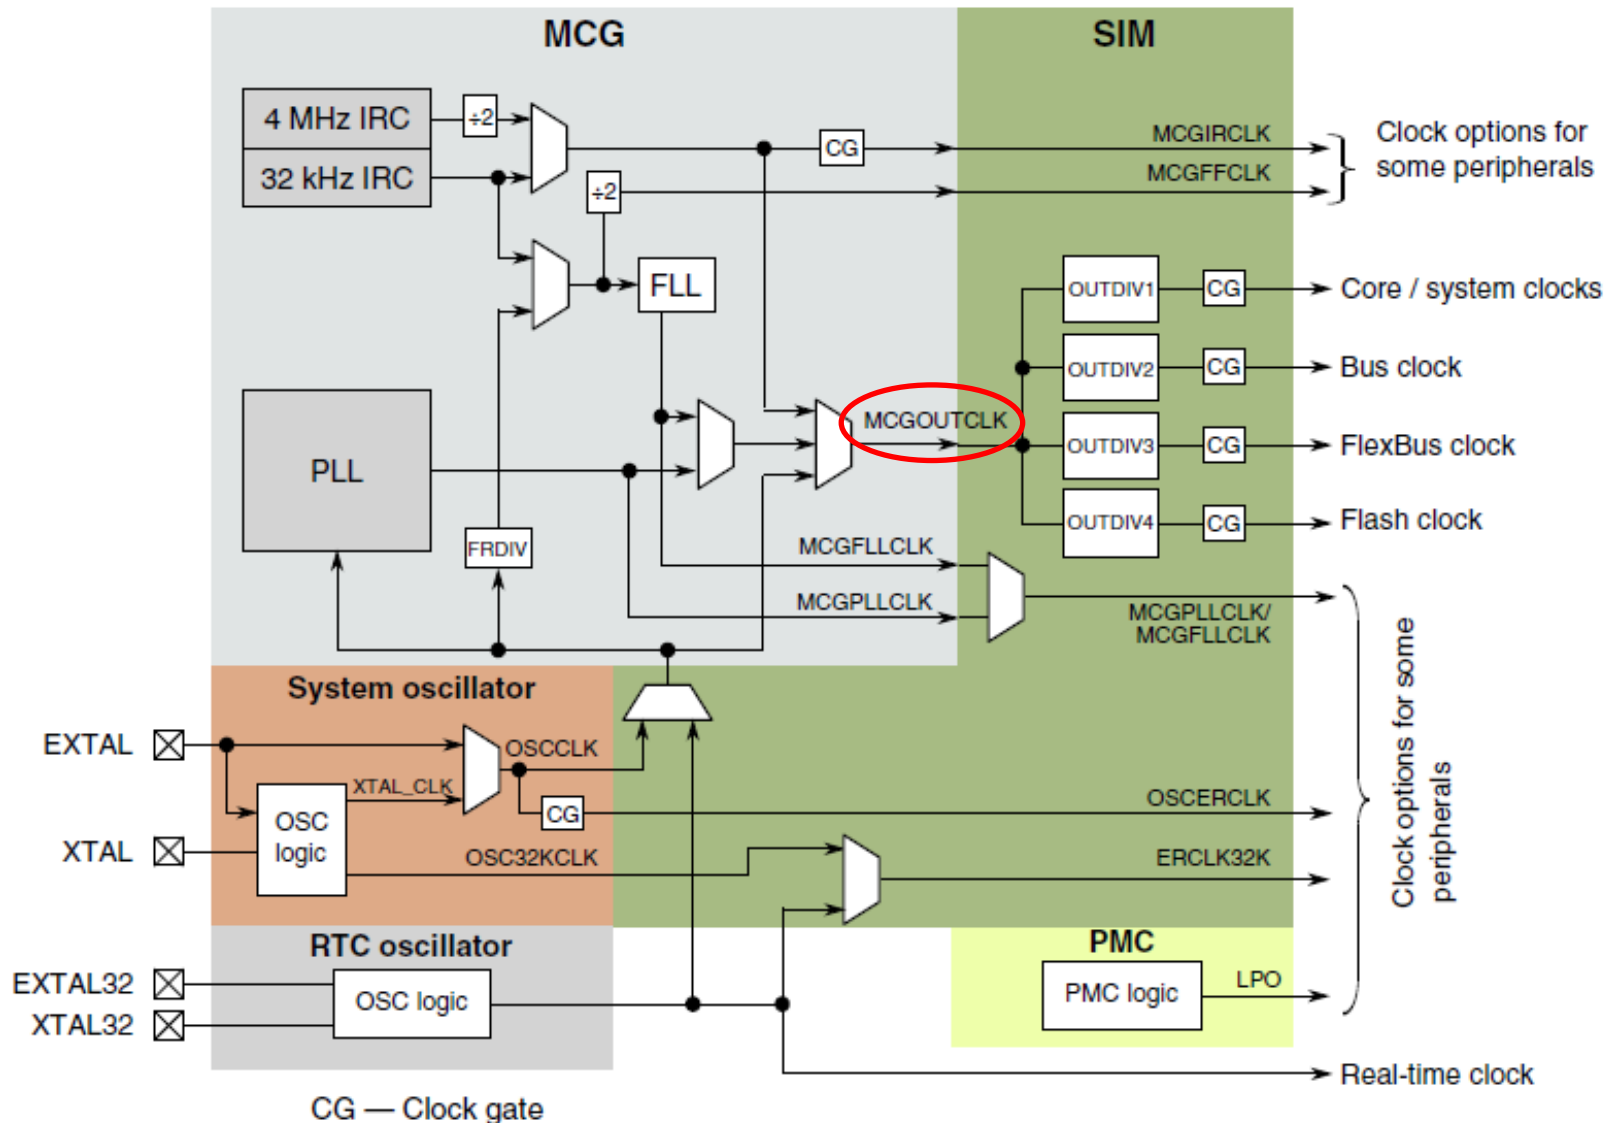 MCG
SIM
4 MHz IRC
÷2
32 kHz IRC
CG
MCGIRCLK
Clock options for
some peripherals
÷2
MCGFFCLK
FLL
OUTDIV1
CG
Core / system clocks
OUTDIV2
CG
Bus clock
MCGOUTCLK
OUTDIV3
CG
FlexBus clock
PLL
OUTDIV4
CG
Flash clock
FRDIV
MCGFLLCLK
MCGPLLCLK
MCGPLLCLK/
MCGFLLCLK
Clock options for some
peripherals
System oscillator
EXTAL
OSCCLK
XTAL_CLK
OSC
logic
CG
OSCERCLK
XTAL
OSC32KCLK
ERCLK32K
RTC oscillator
PMC
EXTAL32
XTAL32
OSC logic
PMC logic
LPO
Real-time clock
CG — Clock gate